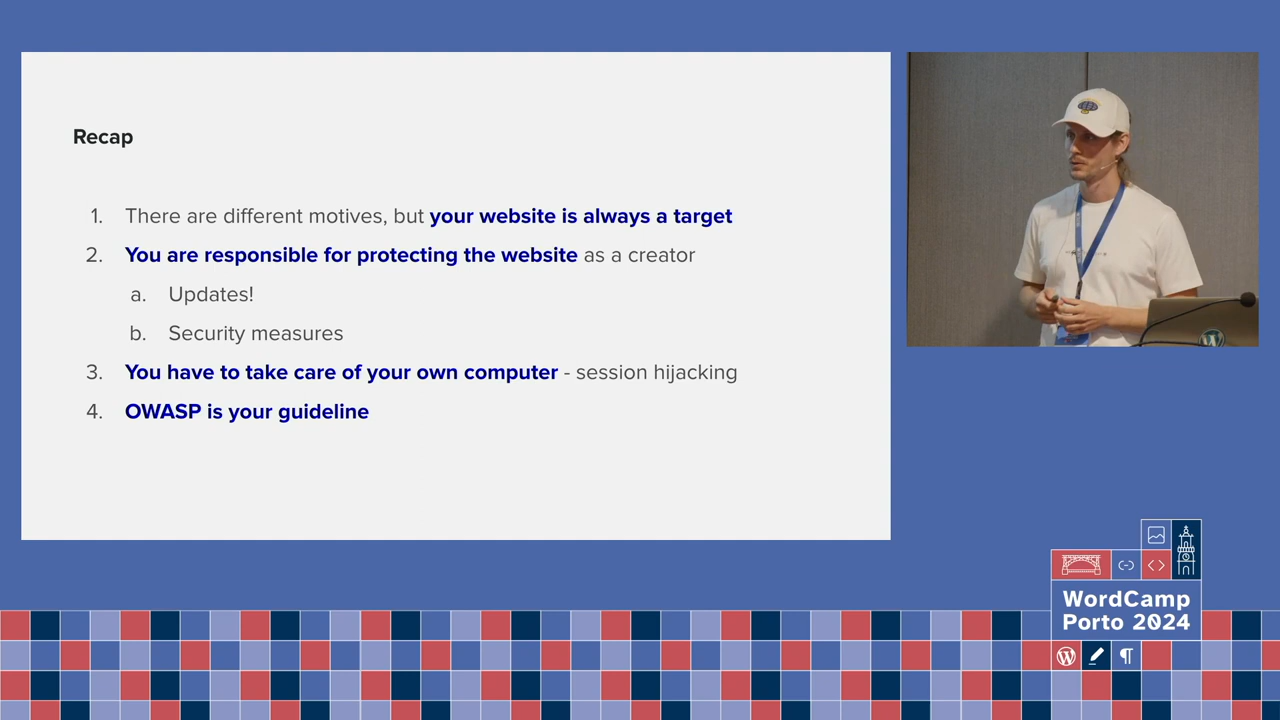 Recap
1. There are different motives, but your website is always a target
2. You are responsible for protecting the website as a creator
a. Updates!
b. Security measures
3. You have to take care of your own computer - session hijacking
4. OWASP is your guideline
WordCamp
Porto 2024